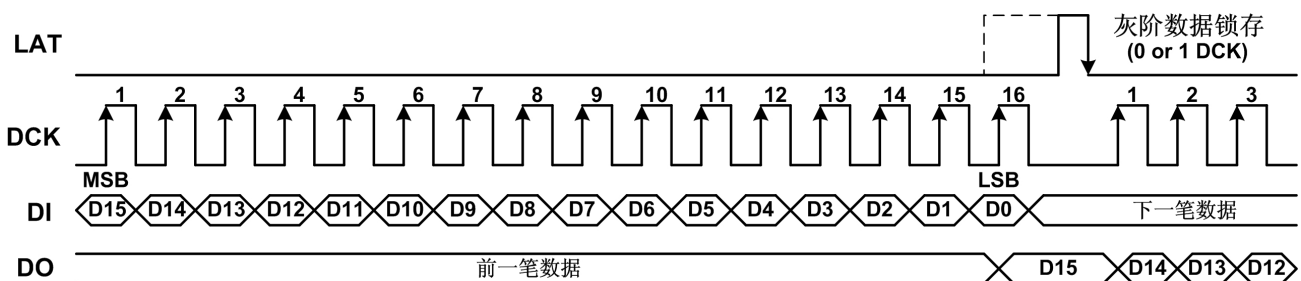 LAT
灰阶数据锁存
(0 or 1 DCK)
DCK
1 2 3 4 5 6 7 8 9 10 11 12 13 14 15 16 1 2 3
MSB LSB
DI
D15 D14 D13 D12 D11 D10 D9 D8 D7 D6 D5 D4 D3 D2 D1 D0 下一笔数据
DO
前一笔数据 D15 D14 D13 D12